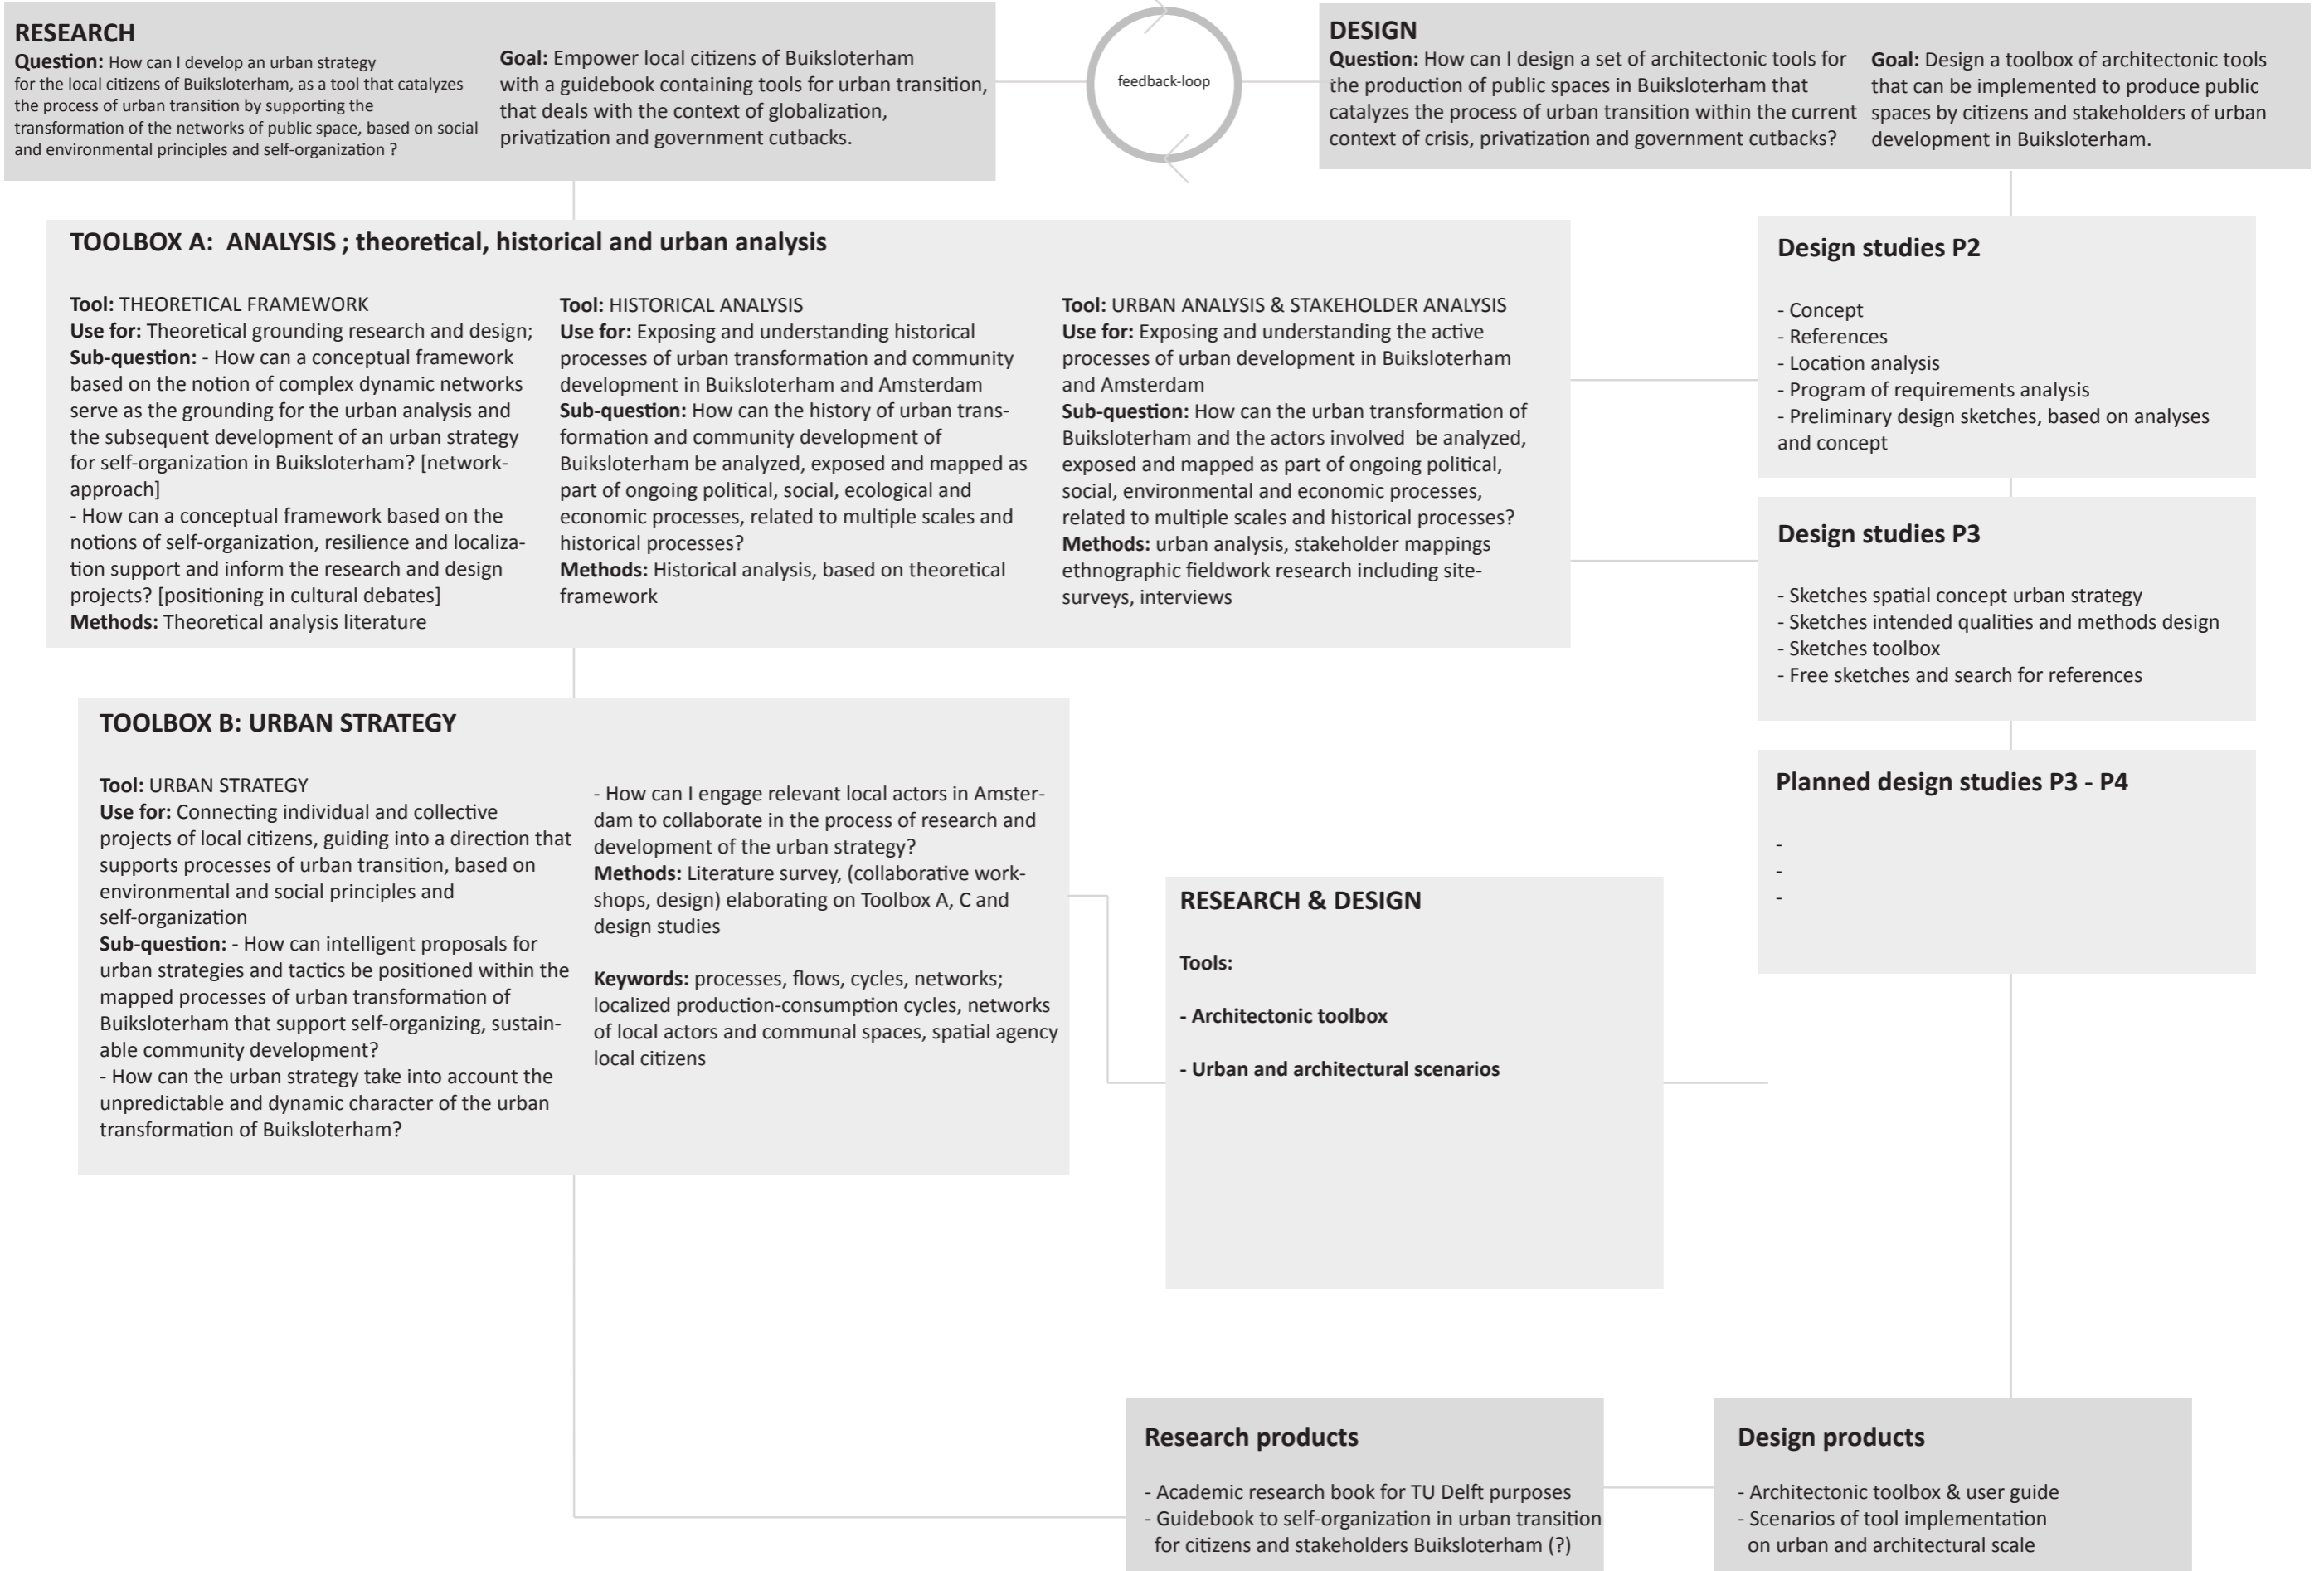 RESEARCH
Question: How can I develop an urban strategy
for the local citizens of Buiksloterham, as a tool that catalyzes
the process of urban transition by supporting the
transformation of the networks of public space, based on social
and environmental principles and self-organization ?
Goal: Empower local citizens of Buiksloterham
with a guidebook containing tools for urban transition,
that deals with the context of globalization,
privatization and government cutbacks.
feedback-loop
DESIGN
Question: How can I design a set of architectonic tools for
the production of public spaces in Buiksloterham that
catalyzes the process of urban transition within the current
context of crisis, privatization and government cutbacks?
Goal: Design a toolbox of architectonic tools
that can be implemented to produce public
spaces by citizens and stakeholders of urban
development in Buiksloterham.
TOOLBOX A: ANALYSIS ; theoretical, historical and urban analysis
Tool: THEORETICAL FRAMEWORK
Use for: Theoretical grounding research and design;
Sub-question: - How can a conceptual framework
based on the notion of complex dynamic networks
serve as the grounding for the urban analysis and
the subsequent development of an urban strategy
for self-organization in Buiksloterham? [network-
approach]
- How can a conceptual framework based on the
notions of self-organization, resilience and localiza-
tion support and inform the research and design
projects? [positioning in cultural debates]
Methods: Theoretical analysis literature
Tool: HISTORICAL ANALYSIS
Use for: Exposing and understanding historical
processes of urban transformation and community
development in Buiksloterham and Amsterdam
Sub-question: How can the history of urban trans-
formation and community development of
Buiksloterham be analyzed, exposed and mapped as
part of ongoing political, social, ecological and
economic processes, related to multiple scales and
historical processes?
Methods: Historical analysis, based on theoretical
framework
Tool: URBAN ANALYSIS & STAKEHOLDER ANALYSIS
Use for: Exposing and understanding the active
processes of urban development in Buiksloterham
and Amsterdam
Sub-question: How can the urban transformation of
Buiksloterham and the actors involved be analyzed,
exposed and mapped as part of ongoing political,
social, environmental and economic processes,
related to multiple scales and historical processes?
Methods: urban analysis, stakeholder mappings
ethnographic fieldwork research including site-
surveys, interviews
Design studies P2
- Concept
- References
- Location analysis
- Program of requirements analysis
- Preliminary design sketches, based on analyses
and concept
Design studies P3
- Sketches spatial concept urban strategy
- Sketches intended qualities and methods design
- Sketches toolbox
- Free sketches and search for references
Planned design studies P3 - P4
-
-
-
TOOLBOX B: URBAN STRATEGY
Tool: URBAN STRATEGY
Use for: Connecting individual and collective
projects of local citizens, guiding into a direction that
supports processes of urban transition, based on
environmental and social principles and
self-organization
Sub-question: - How can intelligent proposals for
urban strategies and tactics be positioned within the
mapped processes of urban transformation of
Buiksloterham that support self-organizing, sustain-
able community development?
- How can the urban strategy take into account the
unpredictable and dynamic character of the urban
transformation of Buiksloterham?
- How can I engage relevant local actors in Amster-
dam to collaborate in the process of research and
development of the urban strategy?
Methods: Literature survey, (collaborative work-
shops, design) elaborating on Toolbox A, C and
design studies
Keywords: processes, flows, cycles, networks;
localized production-consumption cycles, networks
of local actors and communal spaces, spatial agency
local citizens
RESEARCH & DESIGN
Tools:
- Architectonic toolbox
- Urban and architectural scenarios
Research products
- Academic research book for TU Delft purposes
- Guidebook to self-organization in urban transition
for citizens and stakeholders Buiksloterham (?)
Design products
- Architectonic toolbox & user guide
- Scenarios of tool implementation
on urban and architectural scale